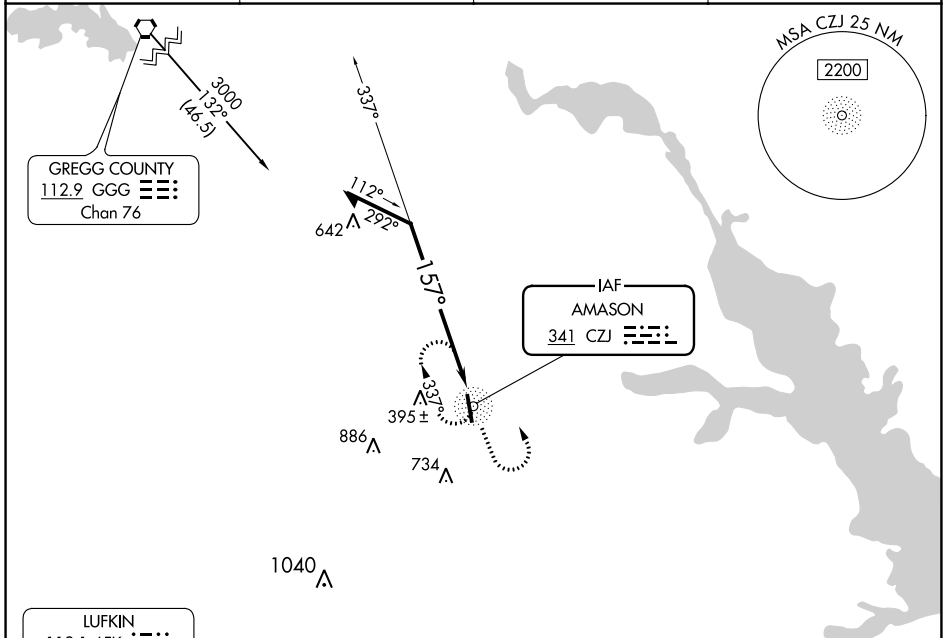 MSA CZJ 25 NM
2200
3000
132°
(46.5)
337°
GREGG COUNTY
112.9 GGG
Chan 76
112°
292°
642
157°
IAF
AMASON
341 CZJ
337°
395 ±
886
734
1040
LUFKIN